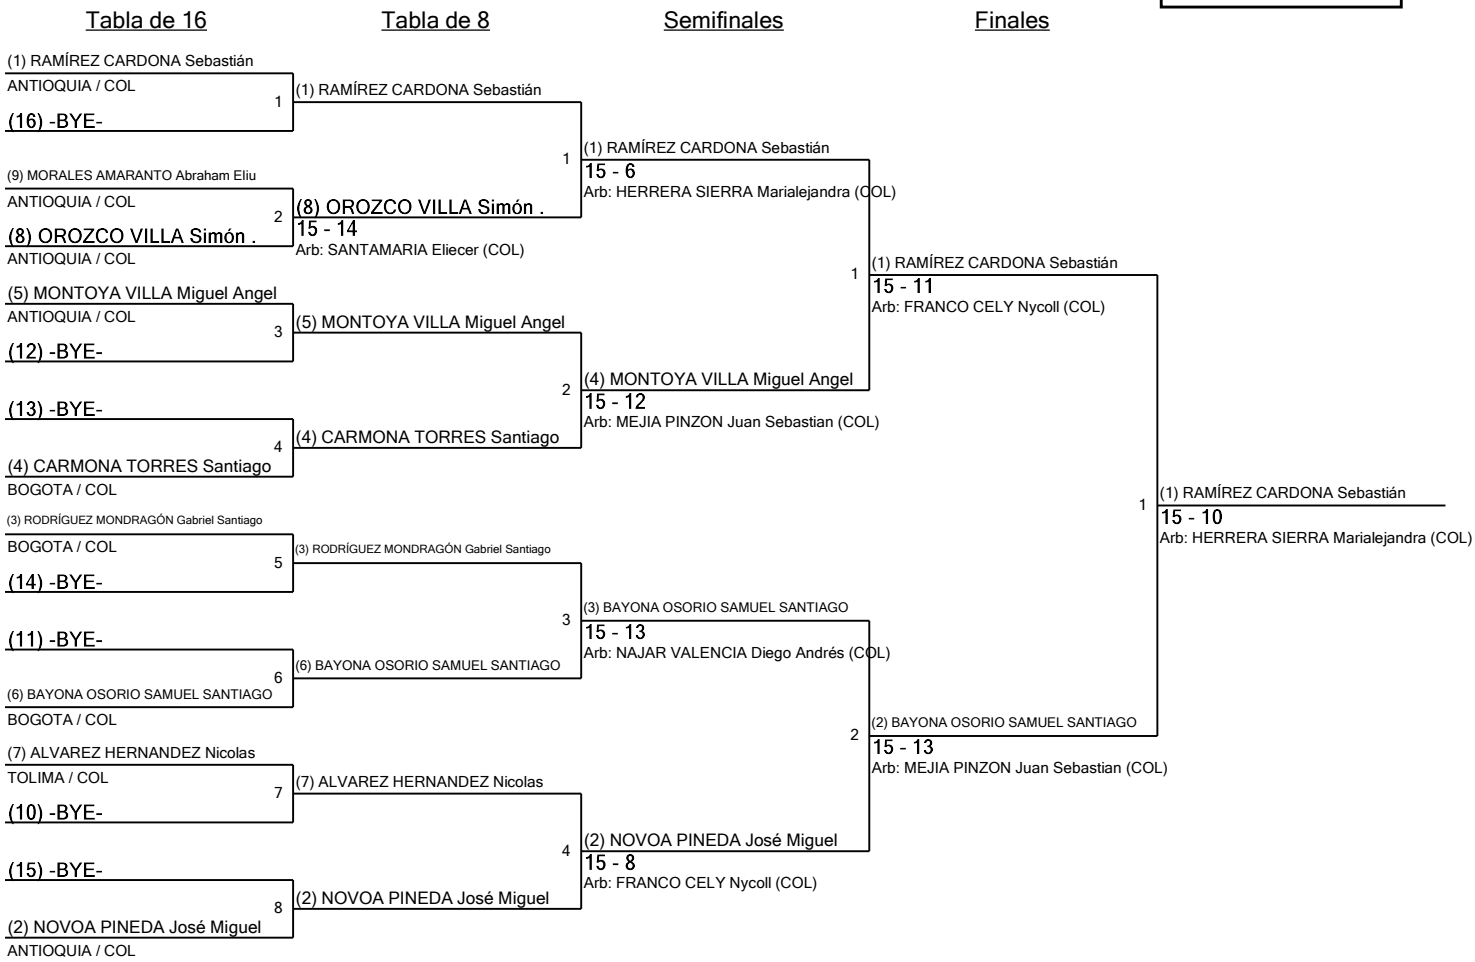 Tabla de 16
Tabla de 8
Semifinales
Finales
(1) RAMÍREZ CARDONA Sebastián
ANTIOQUIA / COL
1
(16) -BYE-
(9) MORALES AMARANTO Abraham Eliu
ANTIOQUIA / COL
2
(8) OROZCO VILLA Simón .
ANTIOQUIA / COL
(5) MONTOYA VILLA Miguel Angel
ANTIOQUIA / COL
3
(12) -BYE-
(13) -BYE-
4
(4) CARMONA TORRES Santiago
BOGOTA / COL
(3) RODRÍGUEZ MONDRAGÓN Gabriel Santiago
BOGOTA / COL
5
(14) -BYE-
(11) -BYE-
6
(6) BAYONA OSORIO SAMUEL SANTIAGO
BOGOTA / COL
(7) ALVAREZ HERNANDEZ Nicolas
TOLIMA / COL
7
(10) -BYE-
(15) -BYE-
8
(2) NOVOA PINEDA José Miguel
ANTIOQUIA / COL
(1) RAMÍREZ CARDONA Sebastián
1
(8) OROZCO VILLA Simón .
15 - 14
Arb: SANTAMARIA Eliecer (COL)
(5) MONTOYA VILLA Miguel Angel
2
(4) CARMONA TORRES Santiago
(3) RODRÍGUEZ MONDRAGÓN Gabriel Santiago
3
(6) BAYONA OSORIO SAMUEL SANTIAGO
(7) ALVAREZ HERNANDEZ Nicolas
4
(2) NOVOA PINEDA José Miguel
(1) RAMÍREZ CARDONA Sebastián
15 - 6
Arb: HERRERA SIERRA Marialejandra (COL)
1
(4) MONTOYA VILLA Miguel Angel
15 - 12
Arb: MEJIA PINZON Juan Sebastian (COL)
(3) BAYONA OSORIO SAMUEL SANTIAGO
15 - 13
Arb: NAJAR VALENCIA Diego Andrés (COL)
2
(2) NOVOA PINEDA José Miguel
15 - 8
Arb: FRANCO CELY Nycoll (COL)
(1) RAMÍREZ CARDONA Sebastián
15 - 11
Arb: FRANCO CELY Nycoll (COL)
1
(2) BAYONA OSORIO SAMUEL SANTIAGO
15 - 13
Arb: MEJIA PINZON Juan Sebastian (COL)
(1) RAMÍREZ CARDONA Sebastián
15 - 10
Arb: HERRERA SIERRA Marialejandra (COL)